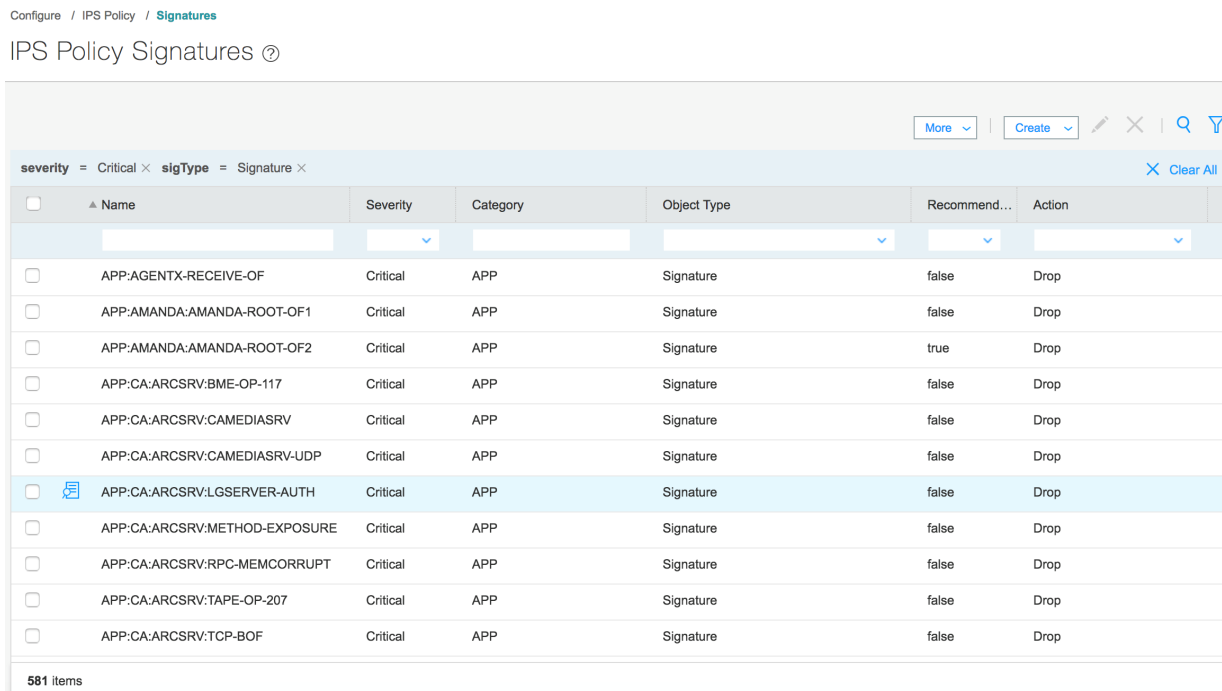 Configure / IPS Policy / Signatures
IPS Policy Signatures ?
More Create
severity = Critical × sigType = Signature × Clear All
Name Severity Category Object Type Recommend... Action
APP:AGENTX-RECEIVE-OF Critical APP Signature false Drop
APP:AMANDA:AMANDA-ROOT-OF1 Critical APP Signature false Drop
APP:AMANDA:AMANDA-ROOT-OF2 Critical APP Signature true Drop
APP:CA:ARCSRV:BME-OP-117 Critical APP Signature false Drop
APP:CA:ARCSRV:CAMEDIASRV Critical APP Signature false Drop
APP:CA:ARCSRV:CAMEDIASRV-UDP Critical APP Signature false Drop
APP:CA:ARCSRV:LGSERVER-AUTH Critical APP Signature false Drop
APP:CA:ARCSRV:METHOD-EXPOSURE Critical APP Signature false Drop
APP:CA:ARCSRV:RPC-MEMCORRUPT Critical APP Signature false Drop
APP:CA:ARCSRV:TAPE-OP-207 Critical APP Signature false Drop
APP:CA:ARCSRV:TCP-BOF Critical APP Signature false Drop
581 items